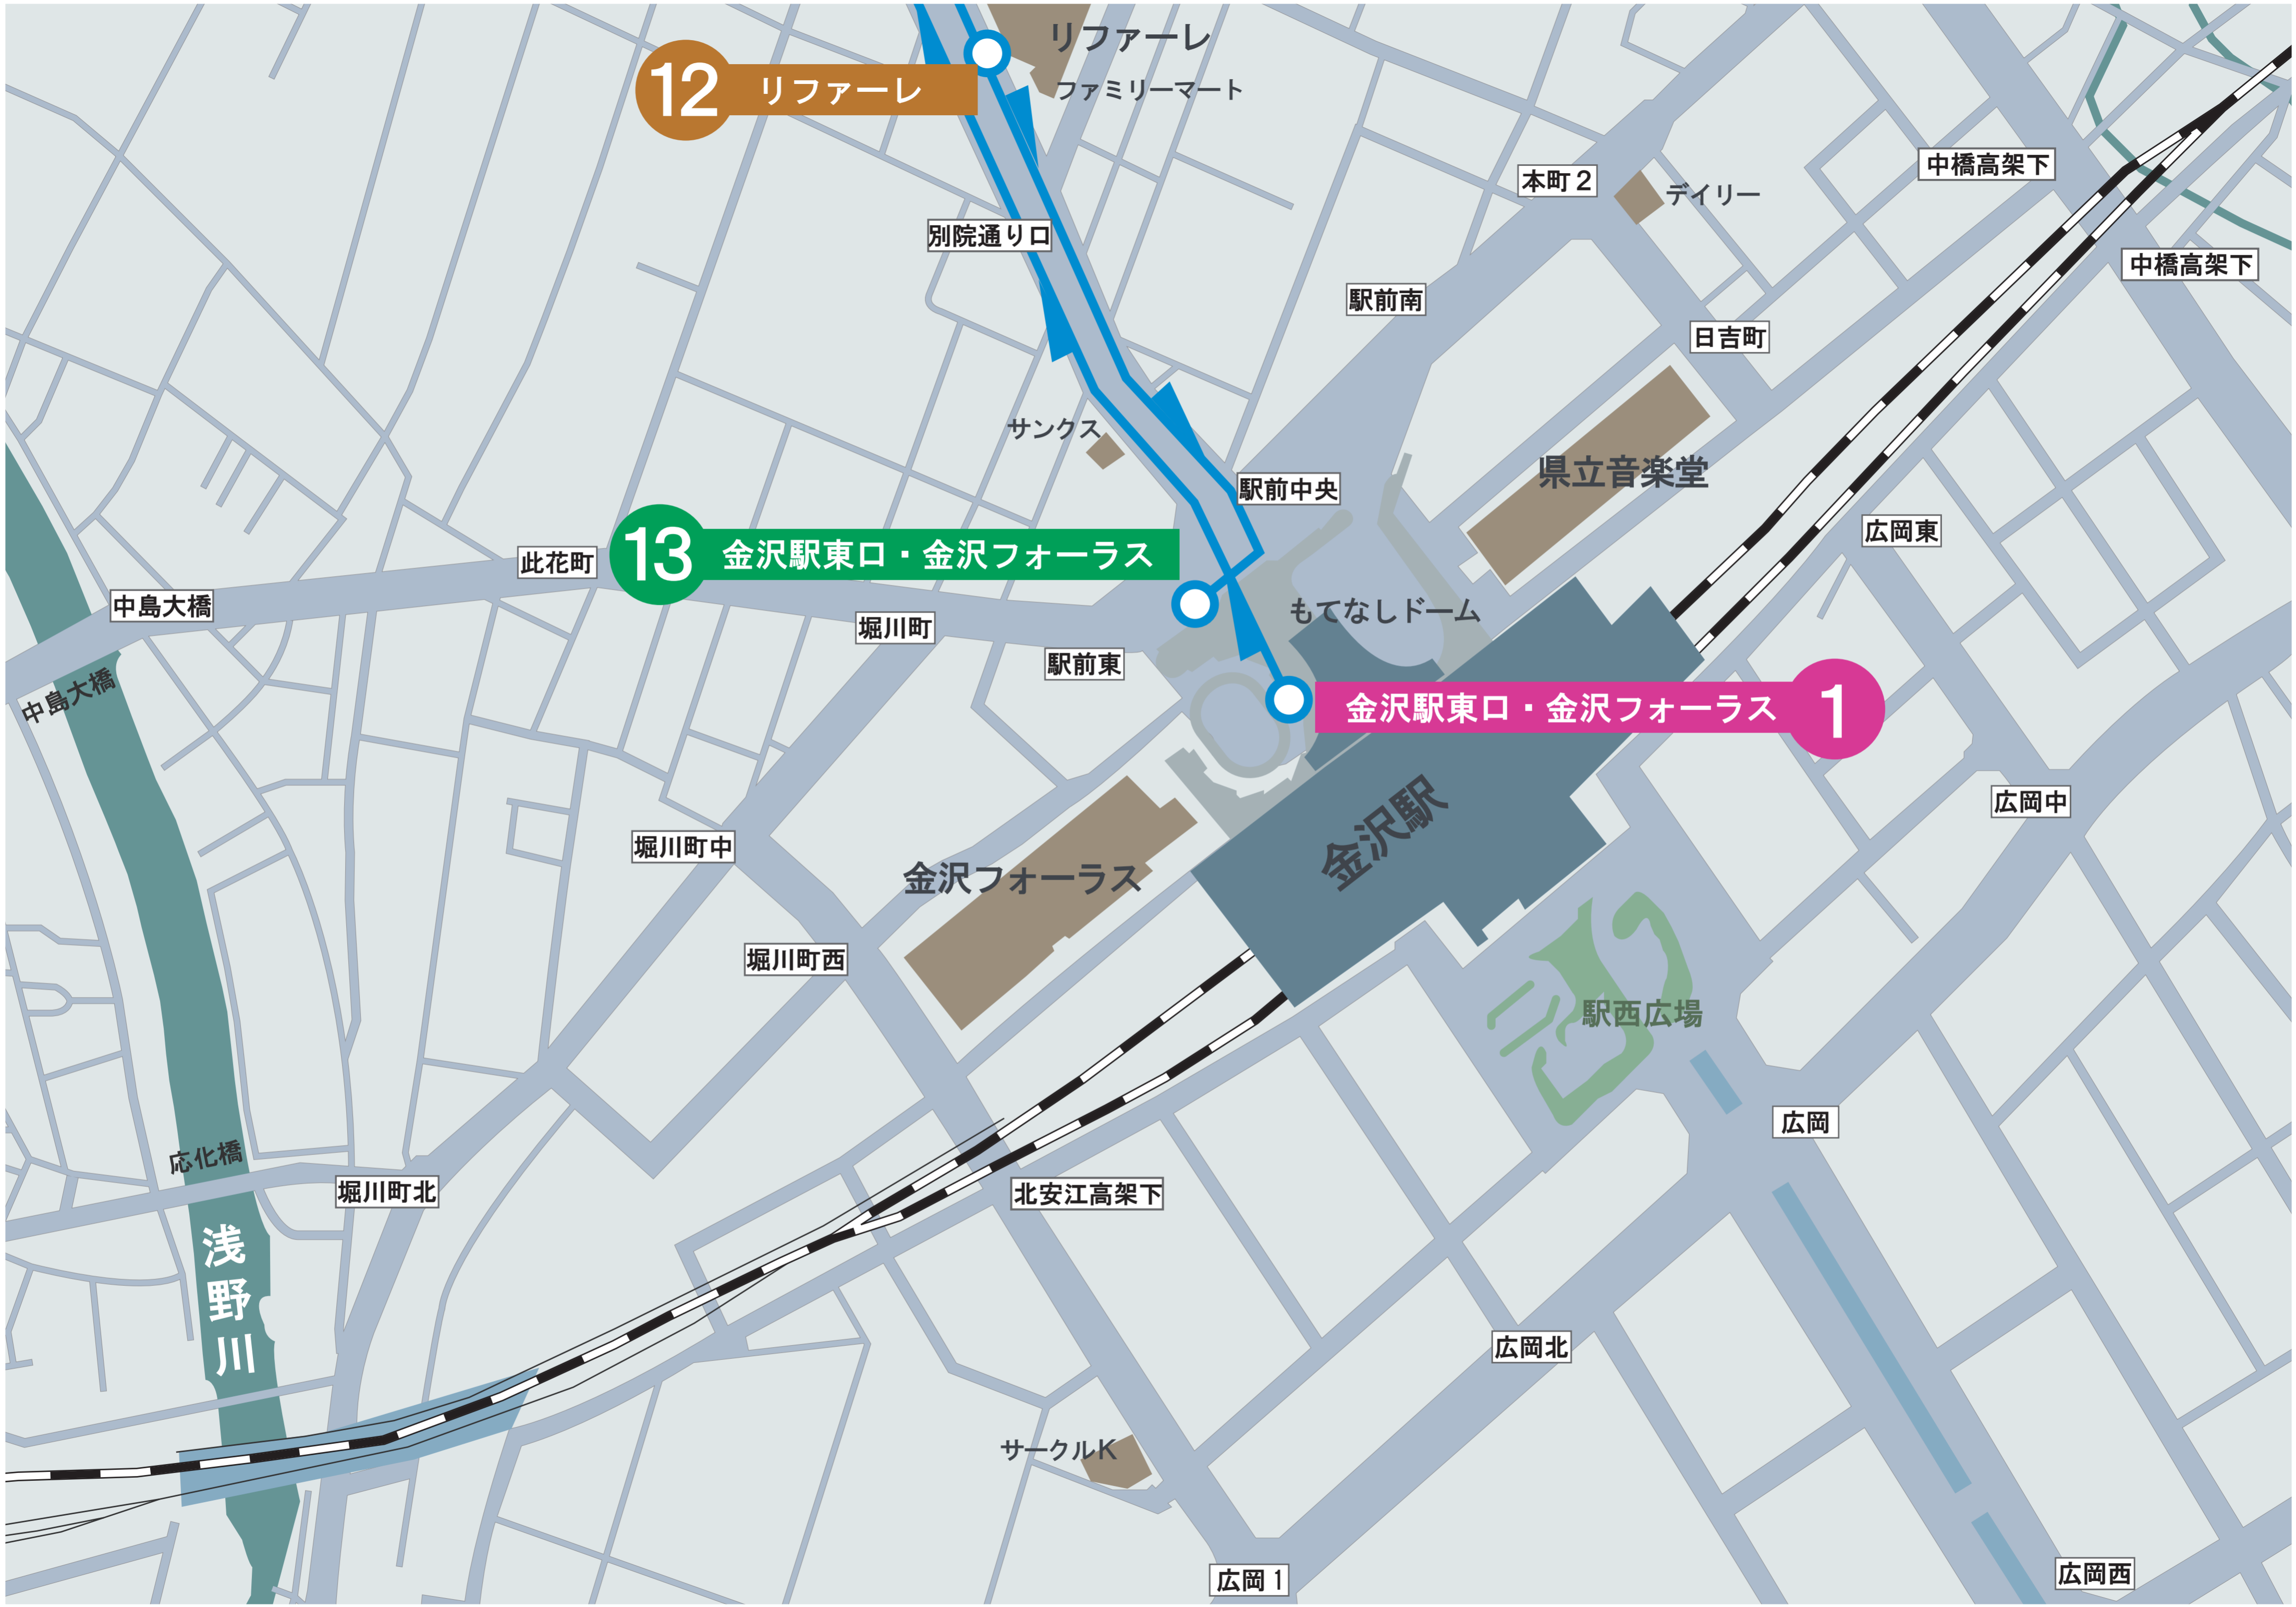 リファーレ
ファミリーマート
12 リファーレ
本町2
デイリー
中橋高架下
中橋高架下
別院通り口
駅前南
日吉町
サンクス
県立音楽堂
駅前中央
広岡東
13 金沢駅東口・金沢フォーラス
此花町
中島大橋
堀川町
もてなしドーム
駅前東
中島大橋
金沢駅東口・金沢フォーラス 1
金沢駅
広岡中
堀川町中
金沢フォーラス
堀川町西
駅西広場
広岡
応化橋
堀川町北
北安江高架下
浅野川
広岡北
サークルK
広岡1
広岡西